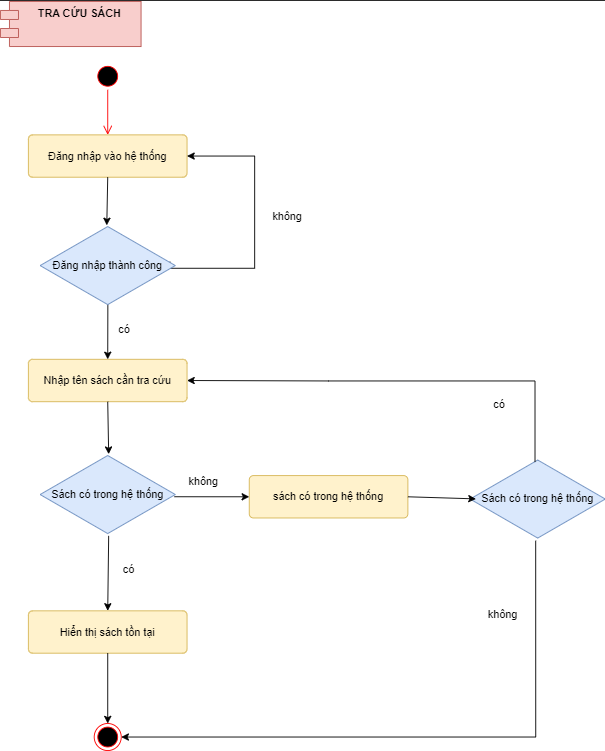 TRA CỨU SÁCH
Đăng nhập vào hệ thống
không
Đăng nhập thành công
có
Nhập tên sách cần tra cứu
có
không
Sách có trong hệ thống
sách có trong hệ thống
Sách có trong hệ thống
có
không
Hiển thị sách tồn tại